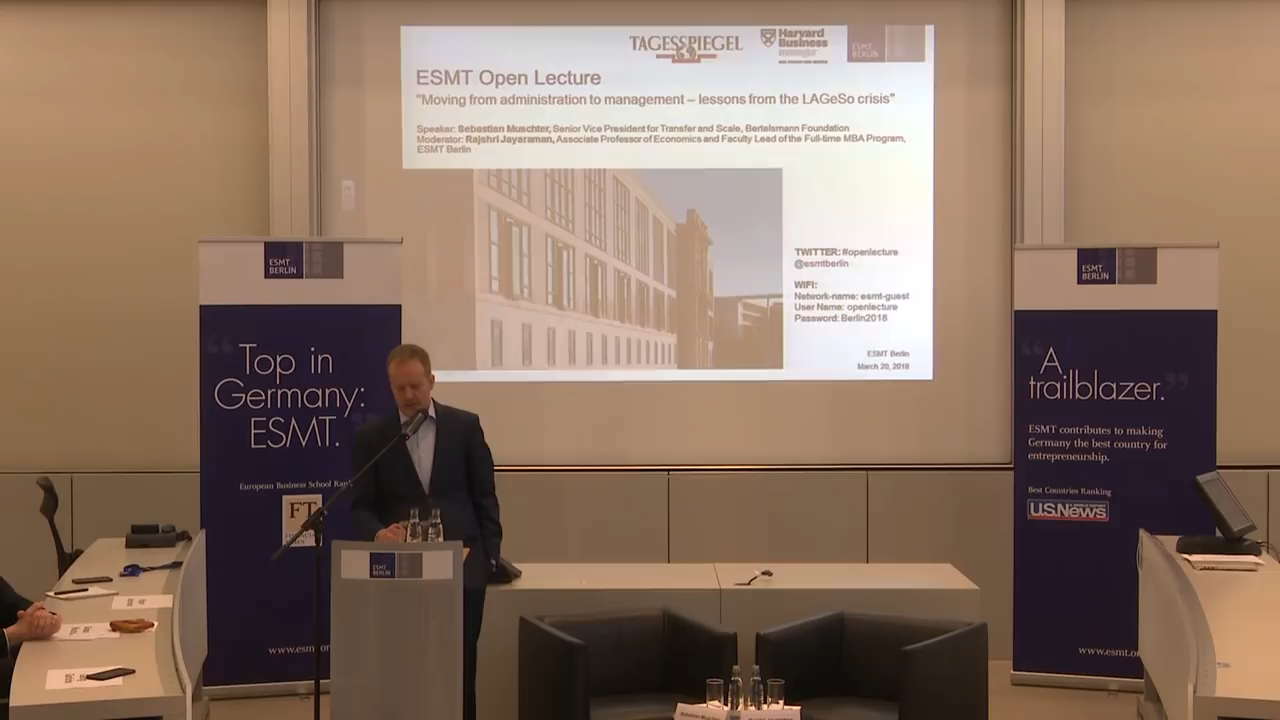 TAGESSPIEGEL
Harvard
Business
manager
ESMT
BERLIN
ESMT Open Lecture
"Moving from administration to management – lessons from the LAGeSo crisis"
Speaker: Sebastian Muschter, Senior Vice President for Transfer and Scale, Bertelsmann Foundation
Moderator: Rajshri Jayaraman, Associate Professor of Economics and Faculty Lead of the Full-time MBA Program,
ESMT Berlin
TWITTER: #openlecture
@esmtberlin
WIFI:
Network-name: esmt-guest
User Name: openlecture
Password: Berlin2018
ESMT Berlin
March 20, 2018
ESMT
BERLIN
“Top in
Germany:
ESMT.”
European Business School Rank
FT
www.esmt.or
ESMT
BERLIN
ESMT
BERLIN
“A
trailblazer.”
ESMT contributes to making
Germany the best country for
entrepreneurship.
Best Countries Ranking
U.S.News
www.esmt.or